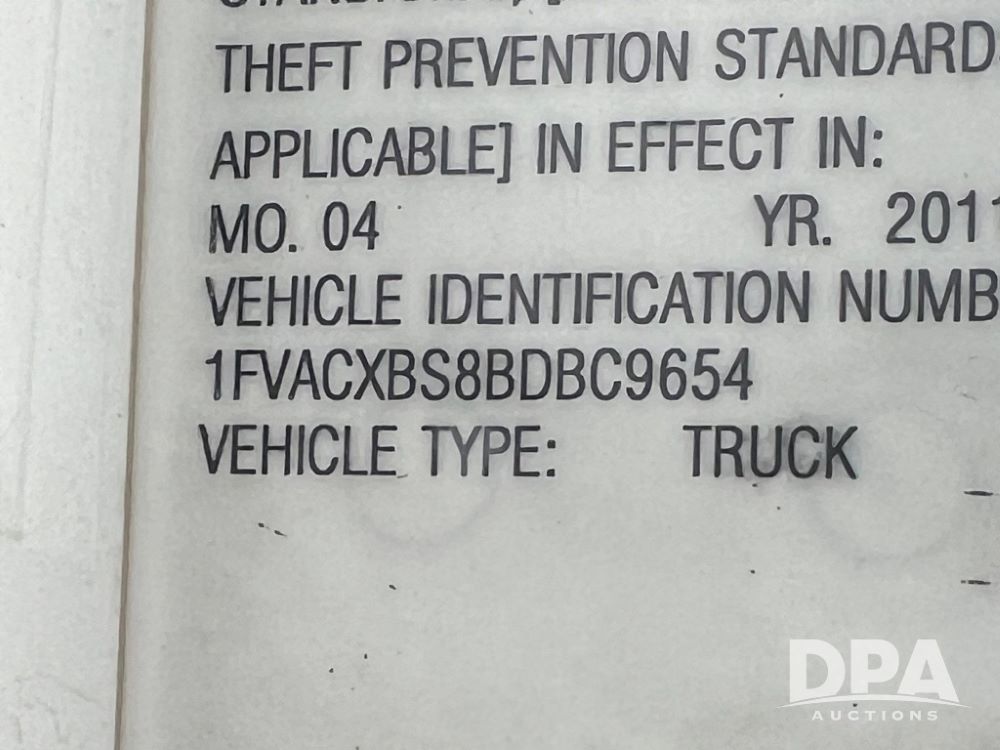 THEFT PREVENTION STANDARD
APPLICABLE] IN EFFECT IN:
MO. 04 YR. 2011
VEHICLE IDENTIFICATION NUMB
1FVACXBS8BDBC9654
VEHICLE TYPE: TRUCK
DPA
AUCTIONS